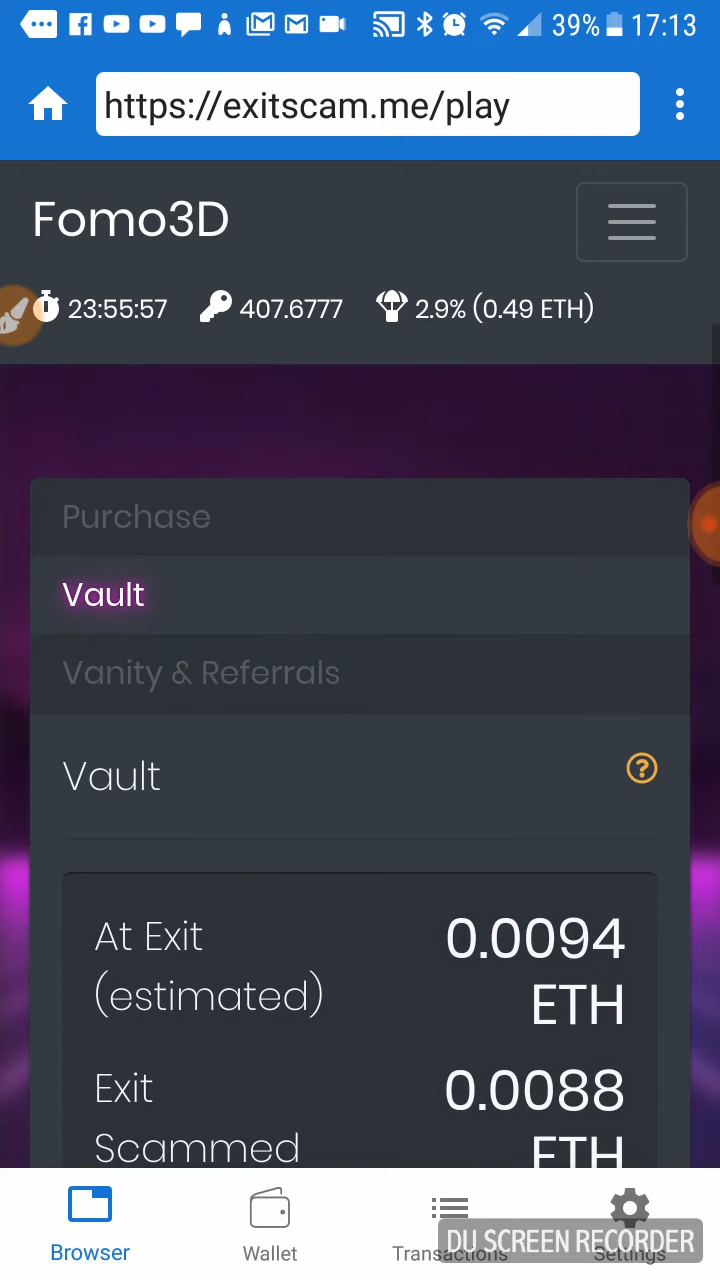 39% 17:13
https://exitscam.me/play
Fomo3D
23:55:57 407.6777 2.9% (0.49 ETH)
Purchase
Vault
Vanity & Referrals
Vault
?
At Exit 0.0094
(estimated) ETH
Exit 0.0088
Scammed ETH
Browser Wallet Transactions Settings
DU SCREEN RECORDER